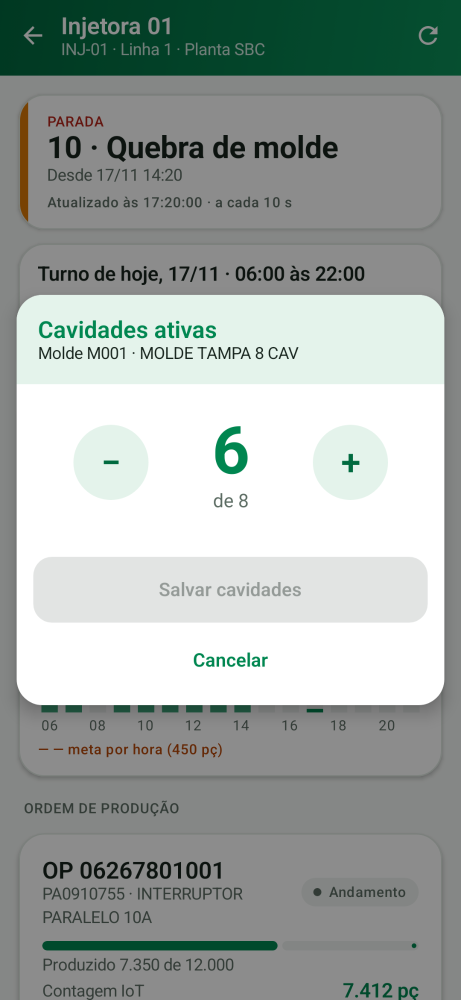 Injetora 01
INJ-01 · Linha 1 · Planta SBC
PARADA
10 · Quebra de molde
Desde 17/11 14:20
Atualizado às 17:20:00 · a cada 10 s
Turno de hoje, 17/11 · 06:00 às 22:00
Cavidades ativas
Molde M001 · MOLDE TAMPA 8 CAV
− 6 +
de 8
Salvar cavidades
Cancelar
06 08 10 12 14 16 18 20
— — meta por hora (450 pç)
ORDEM DE PRODUÇÃO
OP 06267801001
PA0910755 · INTERRUPTOR
PARALELO 10A
● Andamento
Produzido 7.350 de 12.000
Contagem IoT 7.412 pç